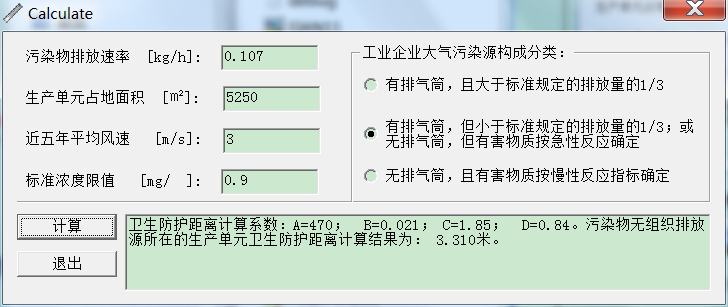 Calculate
污染物排放速率 [kg/h]: 0.107
生产单元占地面积 [m²]: 5250
近五年平均风速 [m/s]: 3
标准浓度限值 [mg/ ]: 0.9
工业企业大气污染源构成分类：
有排气筒，且大于标准规定的排放量的1/3
有排气筒，但小于标准规定的排放量的1/3；或
无排气筒，但有害物质按急性反应确定
无排气筒，且有害物质按慢性反应指标确定
计算
退出
卫生防护距离计算系数：A=470； B=0.021；C=1.85； D=0.84。污染物无组织排放
源所在的生产单元卫生防护距离计算结果为： 3.310米。